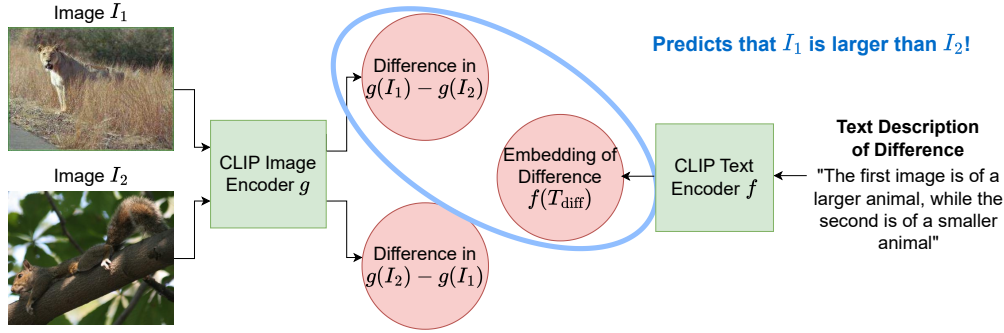 Image I₁
Image I₂
CLIP Image
Encoder g
Difference in
g(I₁) − g(I₂)
Difference in
g(I₂) − g(I₁)
Embedding of
Difference
f(T_diff)
Predicts that I₁ is larger than I₂!
CLIP Text
Encoder f
Text Description
of Difference
"The first image is of a
larger animal, while the
second is of a smaller
animal"